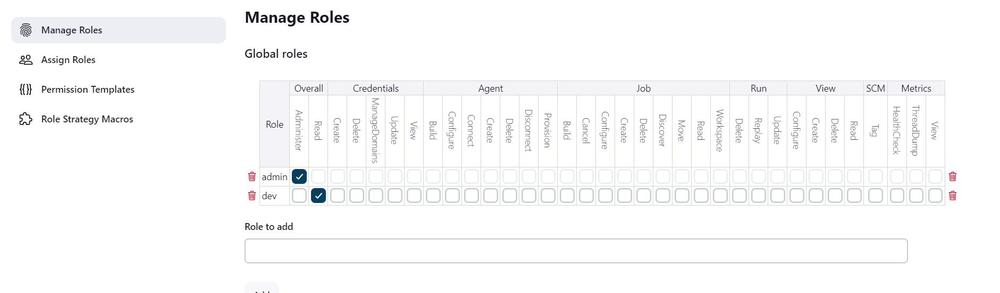 Manage Roles
Assign Roles
Permission Templates
Role Strategy Macros
Manage Roles
Global roles
Role Overall Credentials Agent Job Run View SCM Metrics
Administer Read Create Delete ManageDomains Update View Build Configure Connect Create Delete Disconnect Provision Build Cancel Configure Create Delete Discover Move Read Workspace Delete Replay Update Configure Create Delete Read Tag HealthCheck ThreadDump View
admin
dev
Role to add
Add